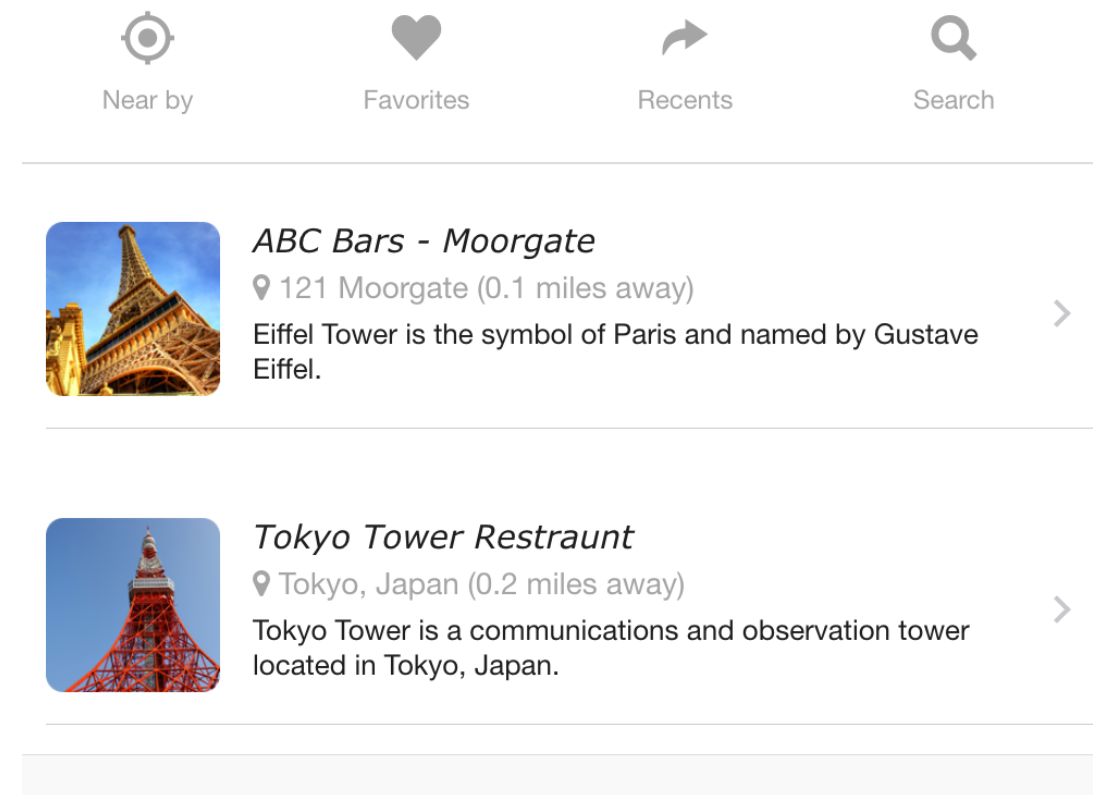 Near by
Favorites
Recents
Search
ABC Bars - Moorgate
121 Moorgate (0.1 miles away)
Eiffel Tower is the symbol of Paris and named by Gustave
Eiffel.
Tokyo Tower Restraunt
Tokyo, Japan (0.2 miles away)
Tokyo Tower is a communications and observation tower
located in Tokyo, Japan.